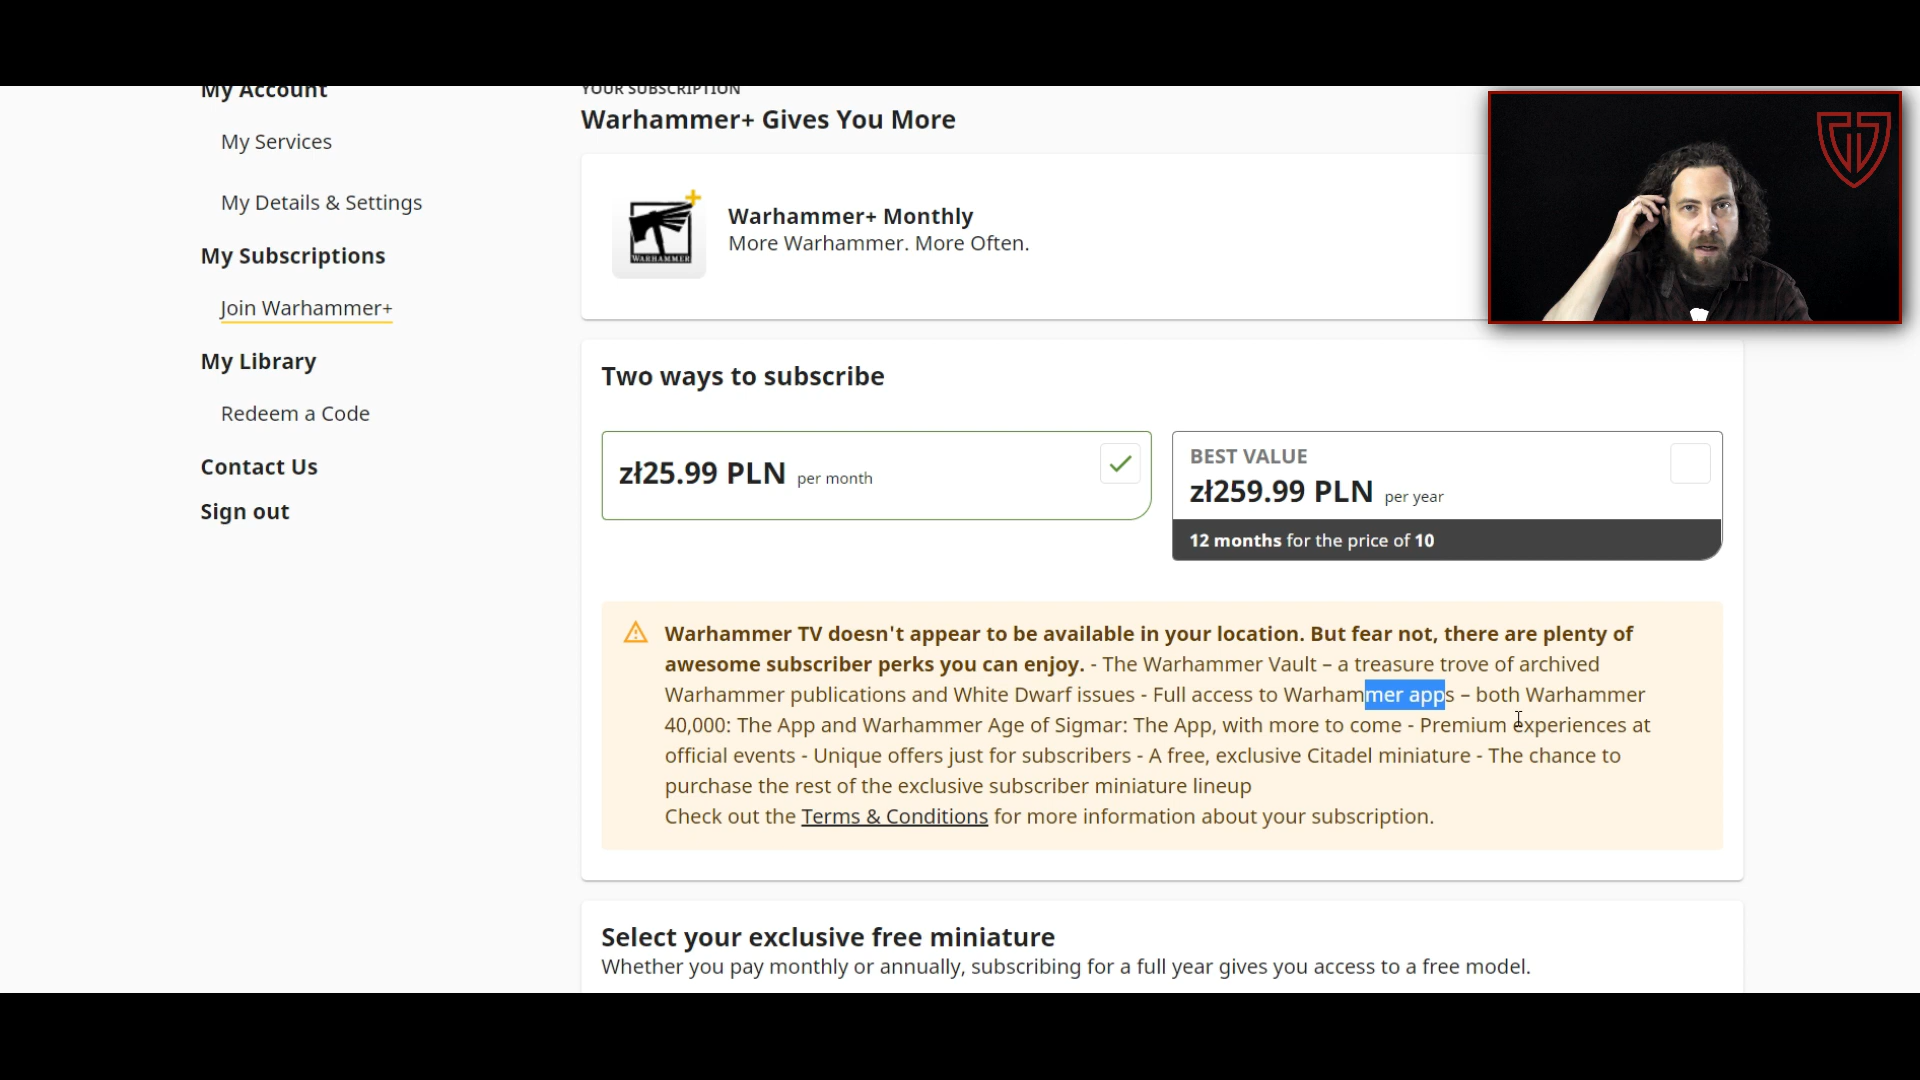 My Account
My Services
My Details & Settings
My Subscriptions
Join Warhammer+
My Library
Redeem a Code
Contact Us
Sign out
YOUR SUBSCRIPTION
Warhammer+ Gives You More
WARHAMMER
Warhammer+ Monthly
More Warhammer. More Often.
Two ways to subscribe
zł25.99 PLN per month
BEST VALUE
zł259.99 PLN per year
12 months for the price of 10
Warhammer TV doesn't appear to be available in your location. But fear not, there are plenty of
awesome subscriber perks you can enjoy. - The Warhammer Vault – a treasure trove of archived
Warhammer publications and White Dwarf issues - Full access to Warhammer apps – both Warhammer
40,000: The App and Warhammer Age of Sigmar: The App, with more to come - Premium experiences at
official events - Unique offers just for subscribers - A free, exclusive Citadel miniature - The chance to
purchase the rest of the exclusive subscriber miniature lineup
Check out the Terms & Conditions for more information about your subscription.
Select your exclusive free miniature
Whether you pay monthly or annually, subscribing for a full year gives you access to a free model.